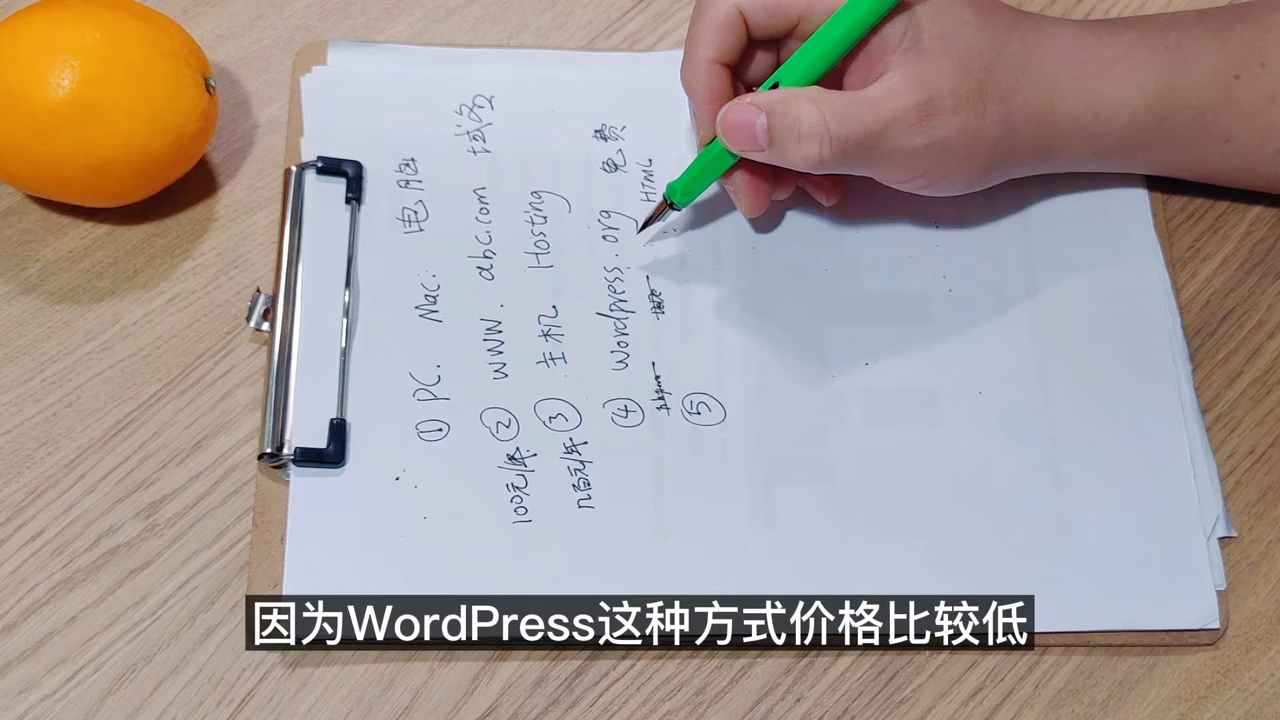 ① PC. Mac. 电脑
② www.abc.com 域名
100元/年
③ 主机 Hosting
几百元/年
④ Wordpress.org 免费
HTML
⑤
因为WordPress这种方式价格比较低